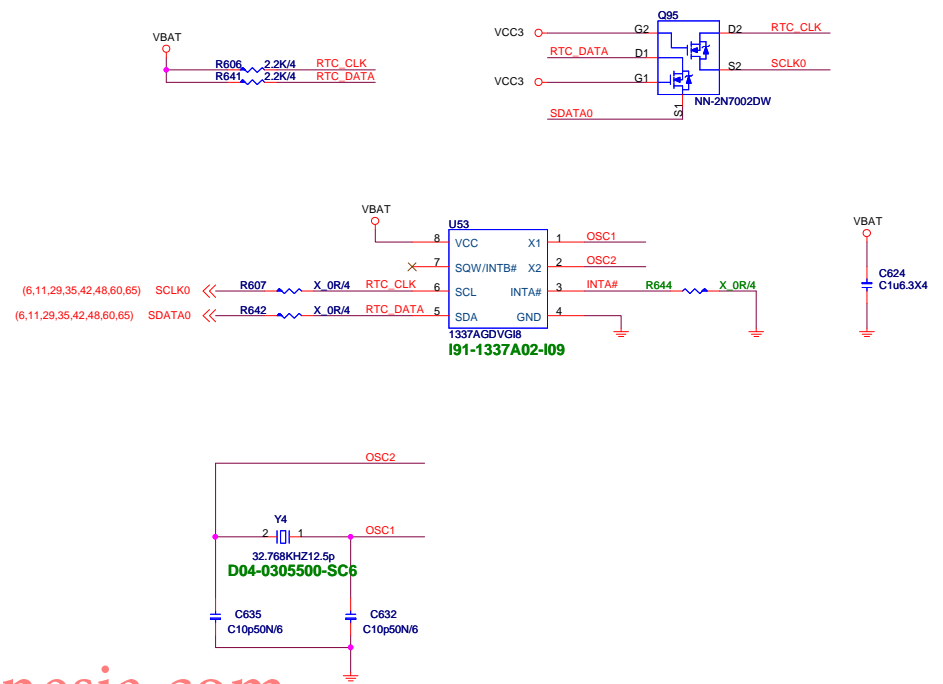 VBAT
R606 2.2K/4 RTC_CLK
R641 2.2K/4 RTC_DATA
Q95
VCC3 G2 D2 RTC_CLK
RTC_DATA D1
S2 SCLK0
VCC3 G1
NN-2N7002DW
SDATA0 S1
VBAT
U53
8 VCC X1 1 OSC1
7 SQW/INTB# X2 2 OSC2
(6,11,29,35,42,48,60,65) SCLK0 R607 X_0R/4 RTC_CLK 6 SCL INTA# 3 INTA# R644 X_0R/4
(6,11,29,35,42,48,60,65) SDATA0 R642 X_0R/4 RTC_DATA 5 SDA GND 4
1337AGDVGI8
I91-1337A02-I09
VBAT
C624
C1u6.3X4
OSC2
Y4
2 1 OSC1
32.768KHZ12.5p
D04-0305500-SC6
C635 C632
C10p50N/6 C10p50N/6